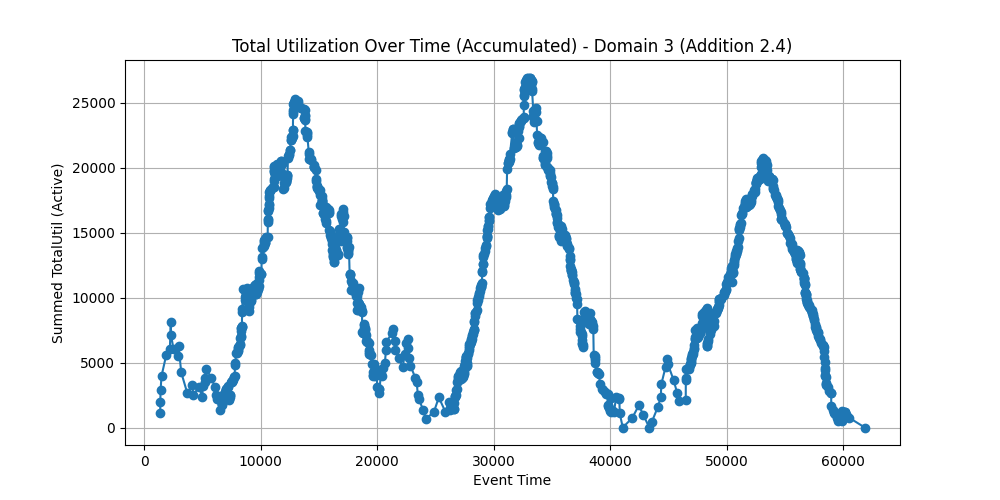 Total Utilization Over Time (Accumulated) - Domain 3 (Addition 2.4)
Summed TotalUtil (Active)
25000
20000
15000
10000
5000
0
0 10000 20000 30000 40000 50000 60000
Event Time